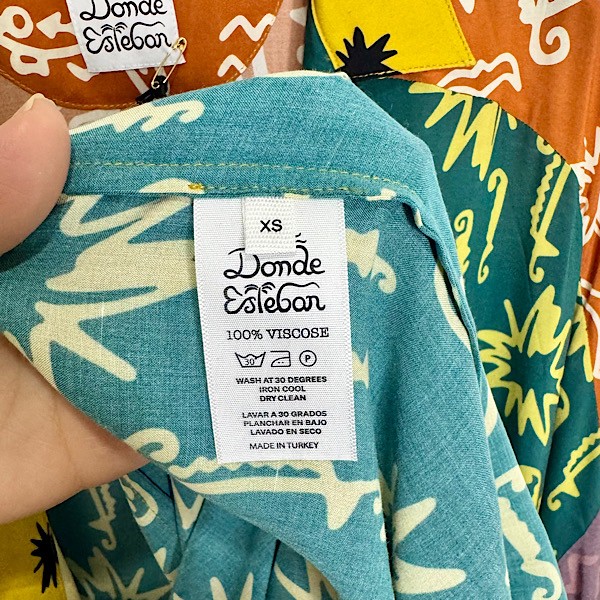 Donde
Esteban
XS
Donde
Esteban
100% VISCOSE
30 P
WASH AT 30 DEGREES
IRON COOL
DRY CLEAN
LAVAR A 30 GRADOS
PLANCHAR EN BAJO
LAVADO EN SECO
MADE IN TURKEY